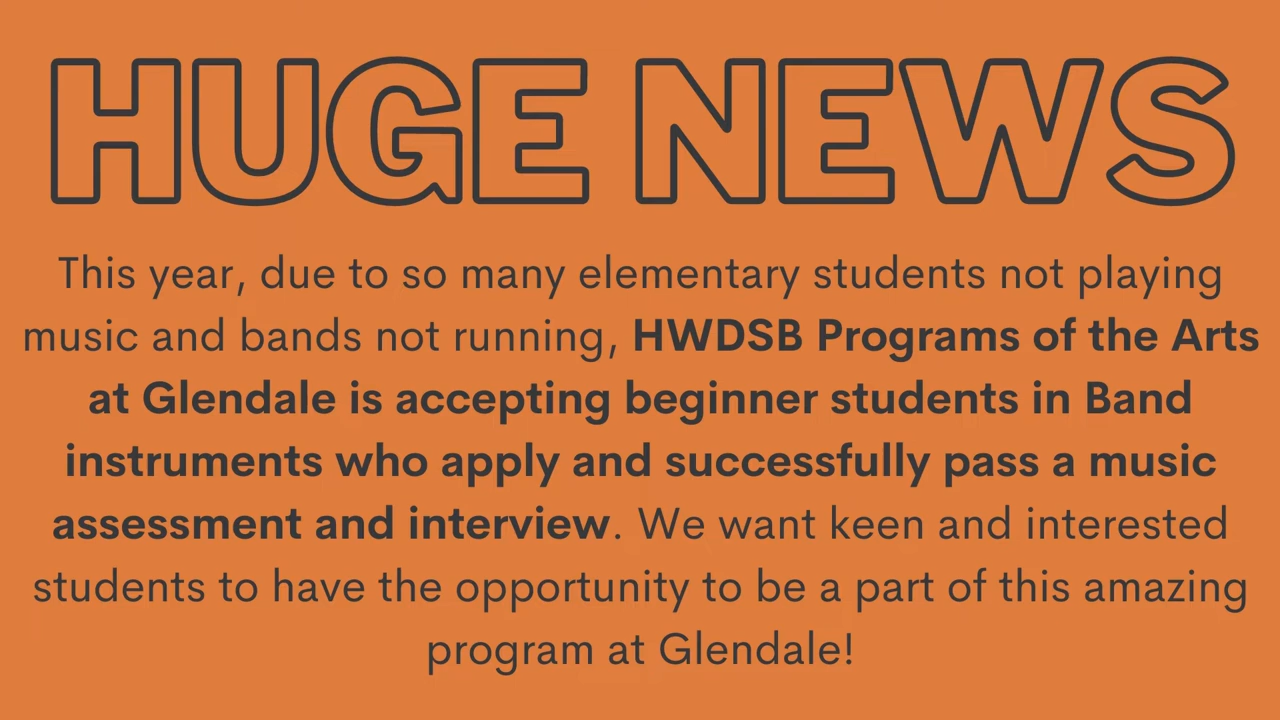 HUGE NEWS
This year, due to so many elementary students not playing
music and bands not running, HWDSB Programs of the Arts
at Glendale is accepting beginner students in Band
instruments who apply and successfully pass a music
assessment and interview. We want keen and interested
students to have the opportunity to be a part of this amazing
program at Glendale!